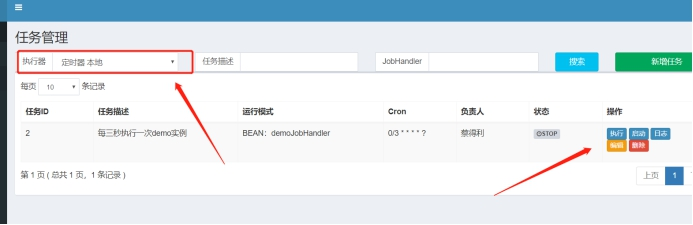 任务管理
执行器 定时器 本地 任务描述 JobHandler 搜索 新增任务
每页 10 条记录
任务ID 任务描述 运行模式 Cron 负责人 状态 操作
2 每三秒执行一次demo实例 BEAN：demoJobHandler 0/3 * * * * ? 蔡得利 STOP 执行 启动 日志
编辑 删除
第 1 页 ( 总共 1 页，1 条记录 ) 上页 1